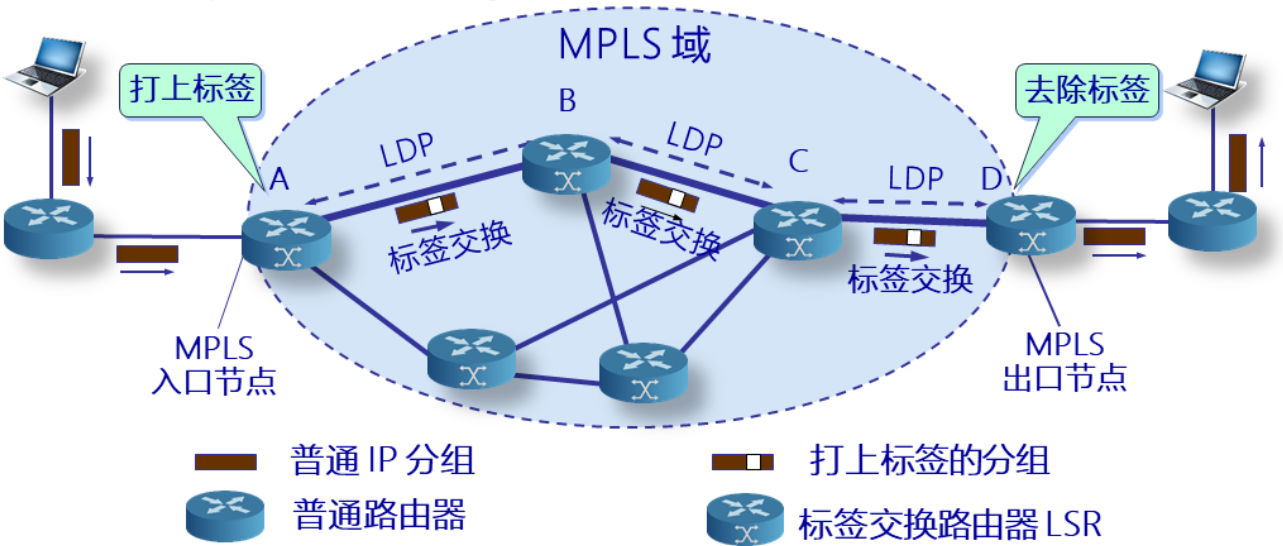 MPLS 域
打上标签
去除标签
B
LDP
LDP
A
C
LDP
D
标签交换
标签交换
标签交换
MPLS
入口节点
MPLS
出口节点
普通 IP 分组
打上标签的分组
普通路由器
标签交换路由器 LSR